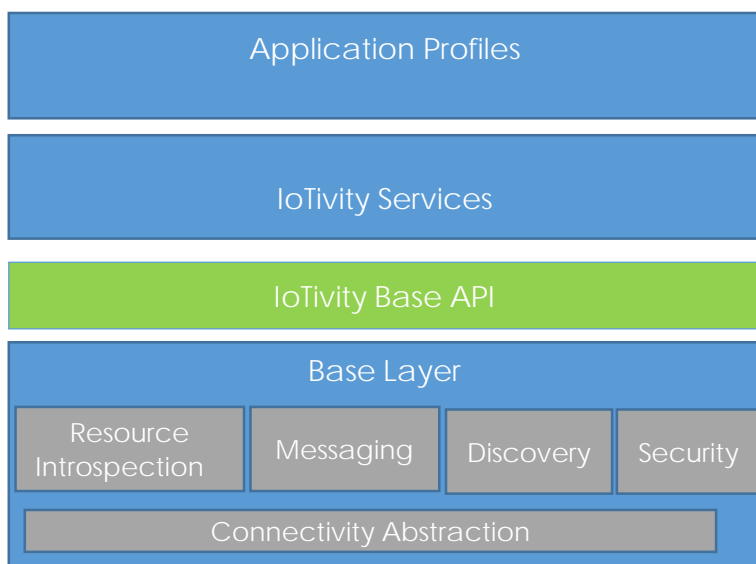 Application Profiles
IoTivity Services
IoTivity Base API
Base Layer
Resource
Introspection
Messaging
Discovery
Security
Connectivity Abstraction